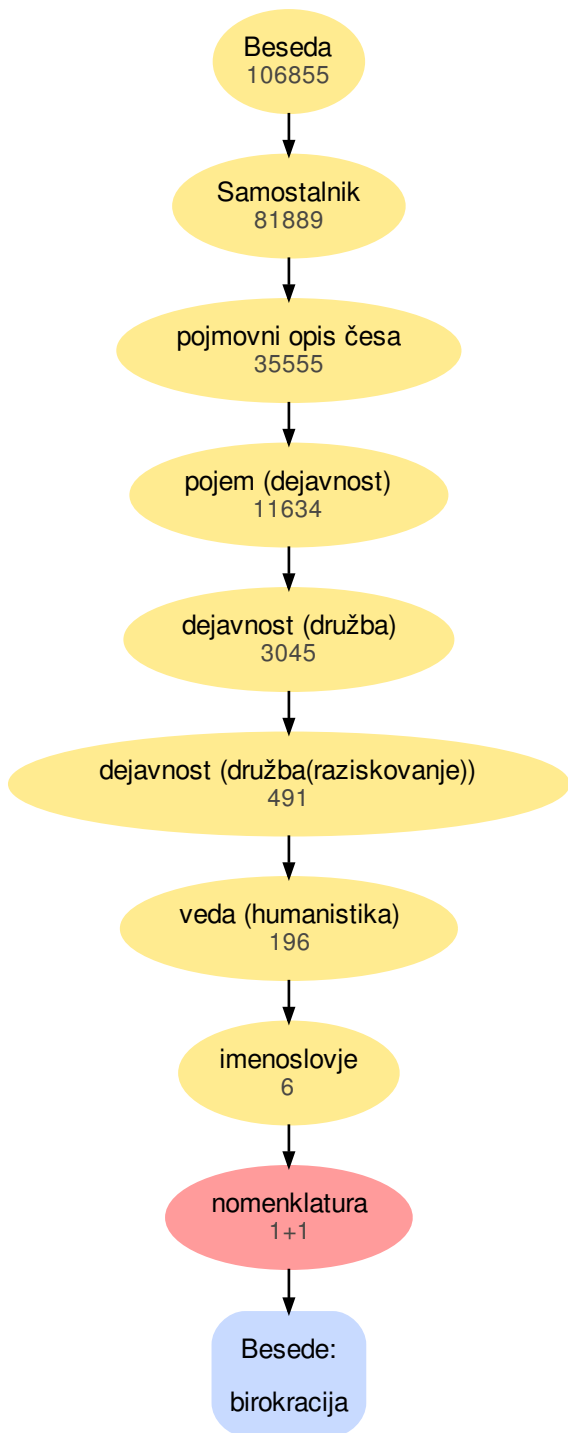 Beseda
106855
Samostalnik
81889
pojmovni opis česa
35555
pojem (dejavnost)
11634
dejavnost (družba)
3045
dejavnost (družba(raziskovanje))
491
veda (humanistika)
196
imenoslovje
6
nomenklatura
1+1
Besede:
birokracija